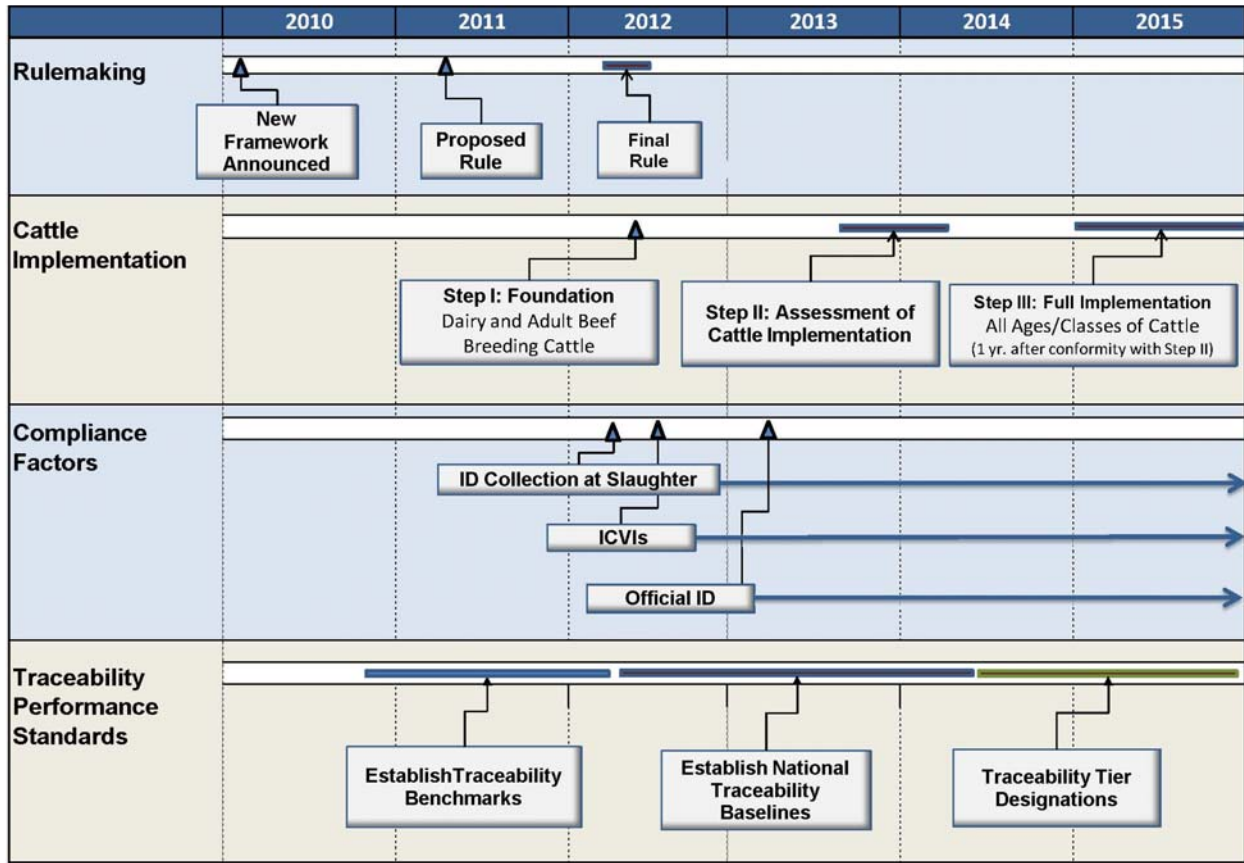 2010 2011 2012 2013 2014 2015
Rulemaking
New
Framework
Announced
Proposed
Rule
Final
Rule
Cattle
Implementation
Step I: Foundation
Dairy and Adult Beef
Breeding Cattle
Step II: Assessment of
Cattle Implementation
Step III: Full Implementation
All Ages/Classes of Cattle
(1 yr. after conformity with Step II)
Compliance
Factors
ID Collection at Slaughter
ICVIs
Official ID
Traceability
Performance
Standards
Establish Traceability
Benchmarks
Establish National
Traceability
Baselines
Traceability Tier
Designations